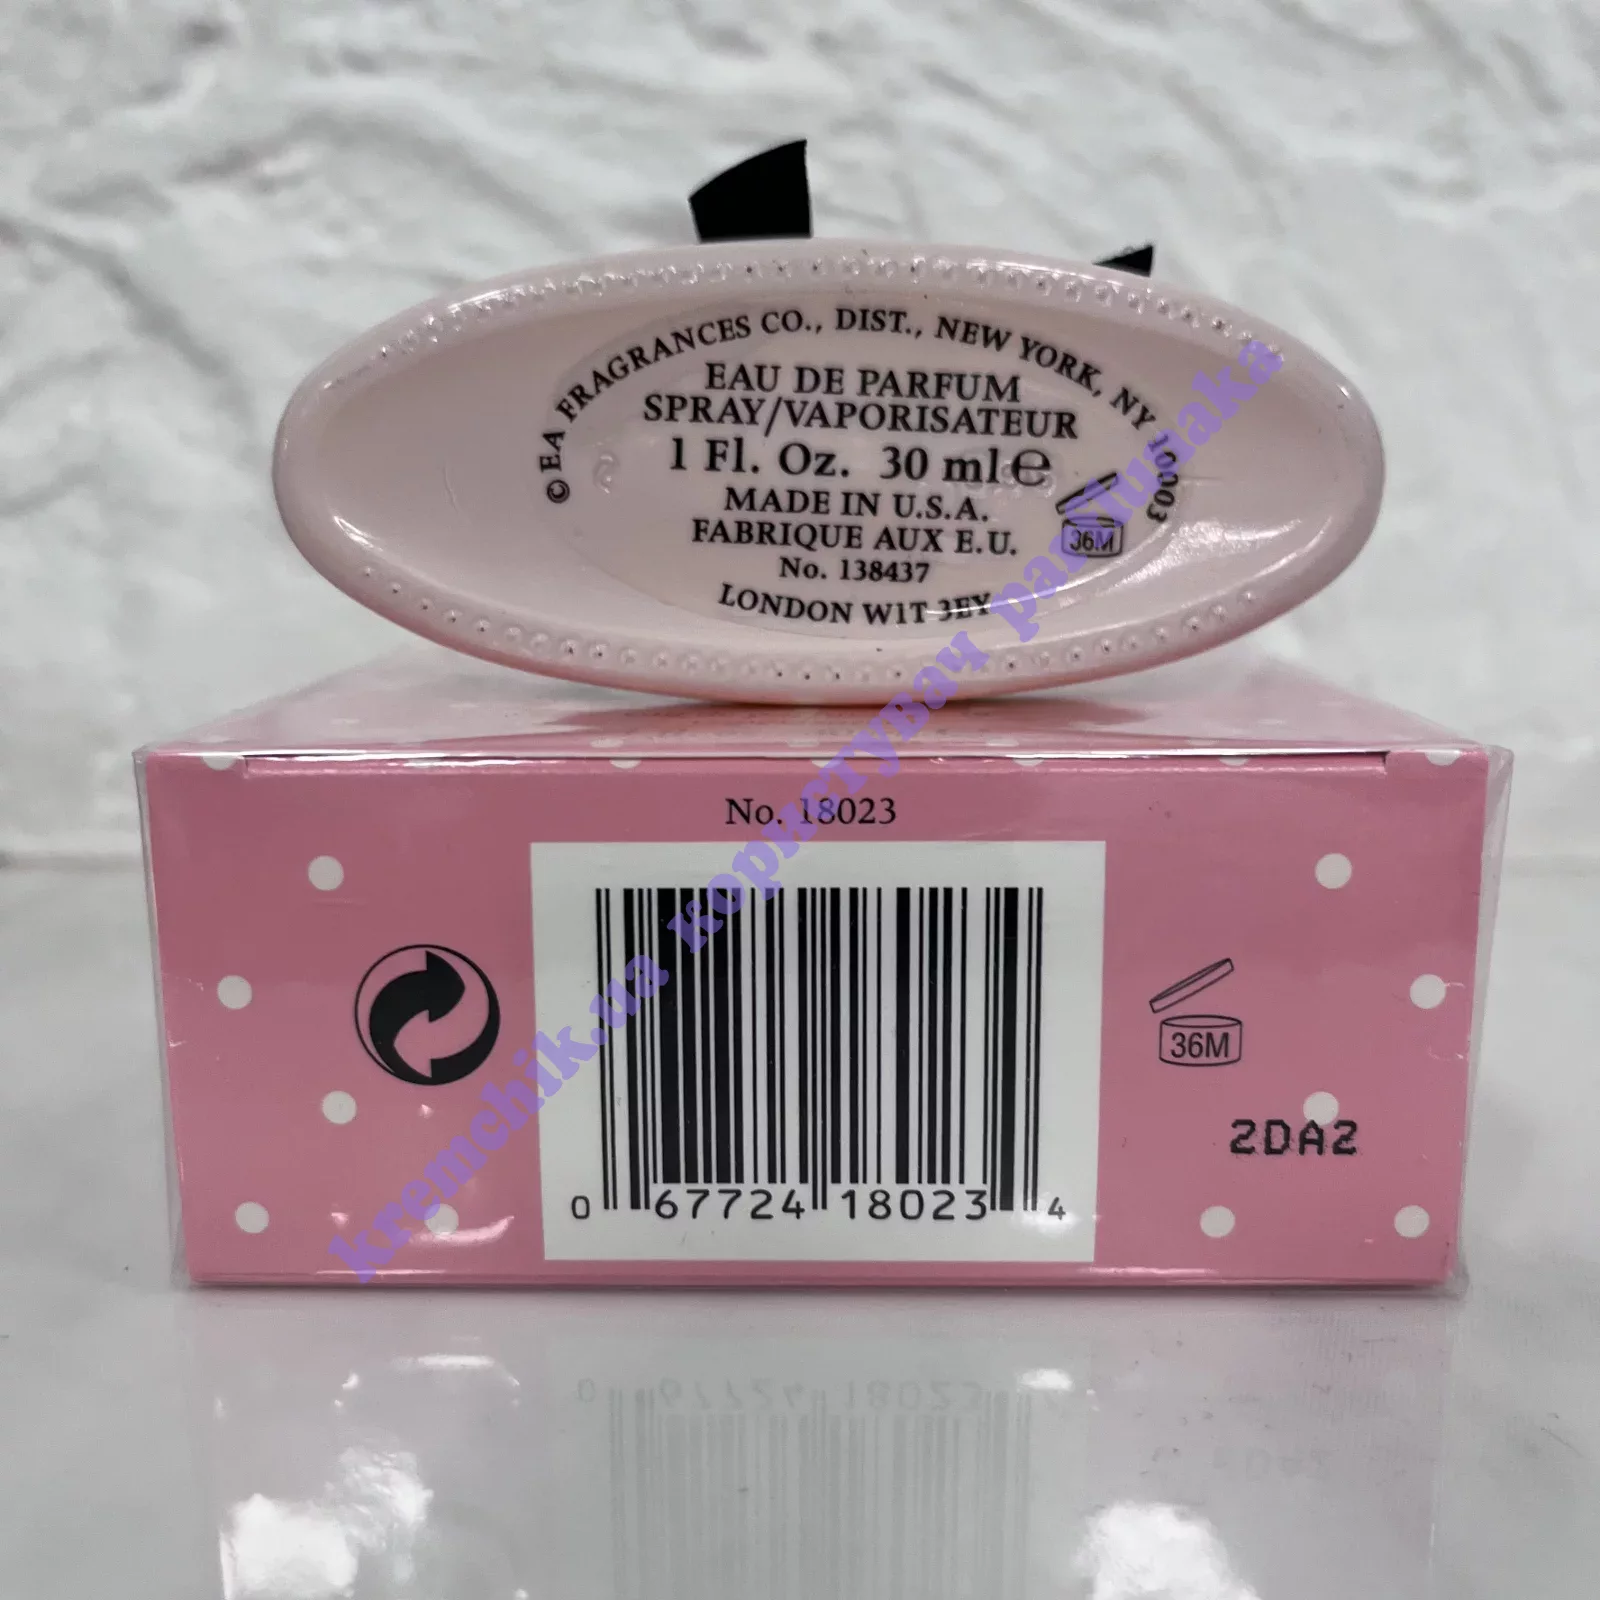 © EA FRAGRANCES CO., DIST., NEW YORK, NY 10003
EAU DE PARFUM
SPRAY/VAPORISATEUR
1 Fl. Oz. 30 ml ℮
MADE IN U.S.A.
FABRIQUE AUX E.U.
No. 138437
LONDON W1T 3EY
36M
No. 18023
36M
2DA2
0 67724 18023 4
kremchik.ua користувач равлішака